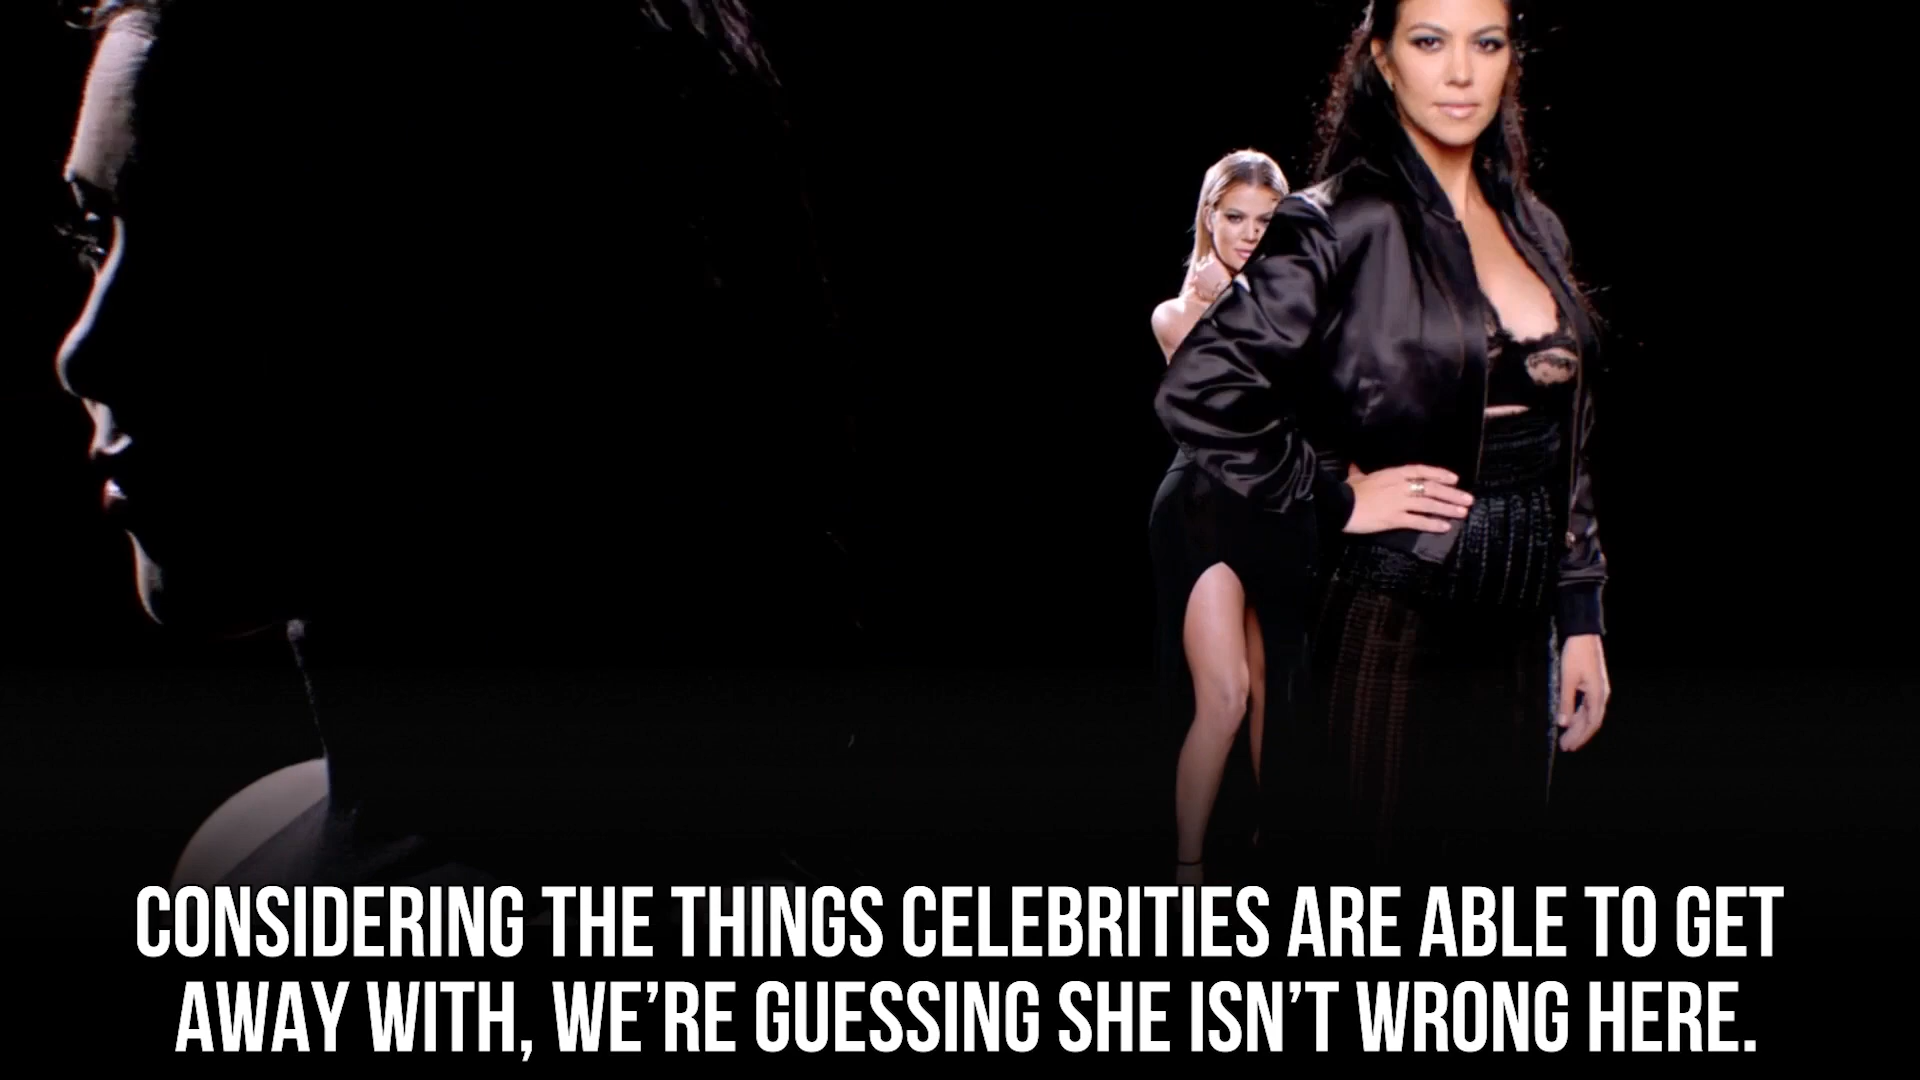 CONSIDERING THE THINGS CELEBRITIES ARE ABLE TO GET
AWAY WITH, WE’RE GUESSING SHE ISN’T WRONG HERE.